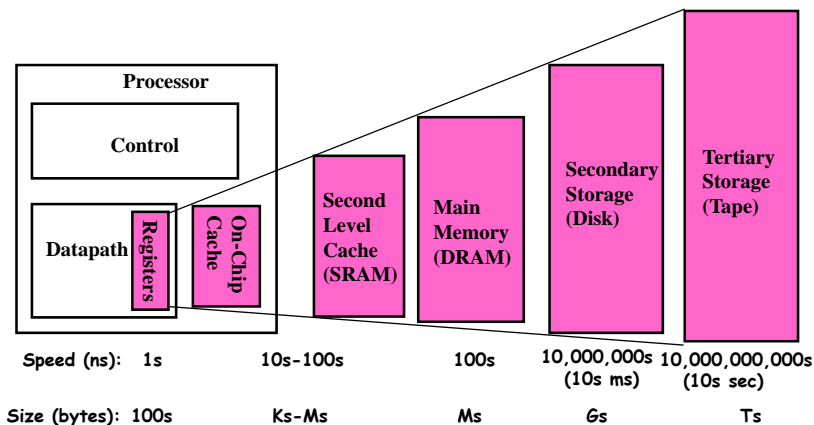 Processor
Control
Datapath
Registers
On-Chip
Cache
Second
Level
Cache
(SRAM)
Main
Memory
(DRAM)
Secondary
Storage
(Disk)
Tertiary
Storage
(Tape)
Speed (ns): 1s 10s-100s 100s 10,000,000s 10,000,000,000s
(10s ms) (10s sec)
Size (bytes): 100s Ks-Ms Ms Gs Ts